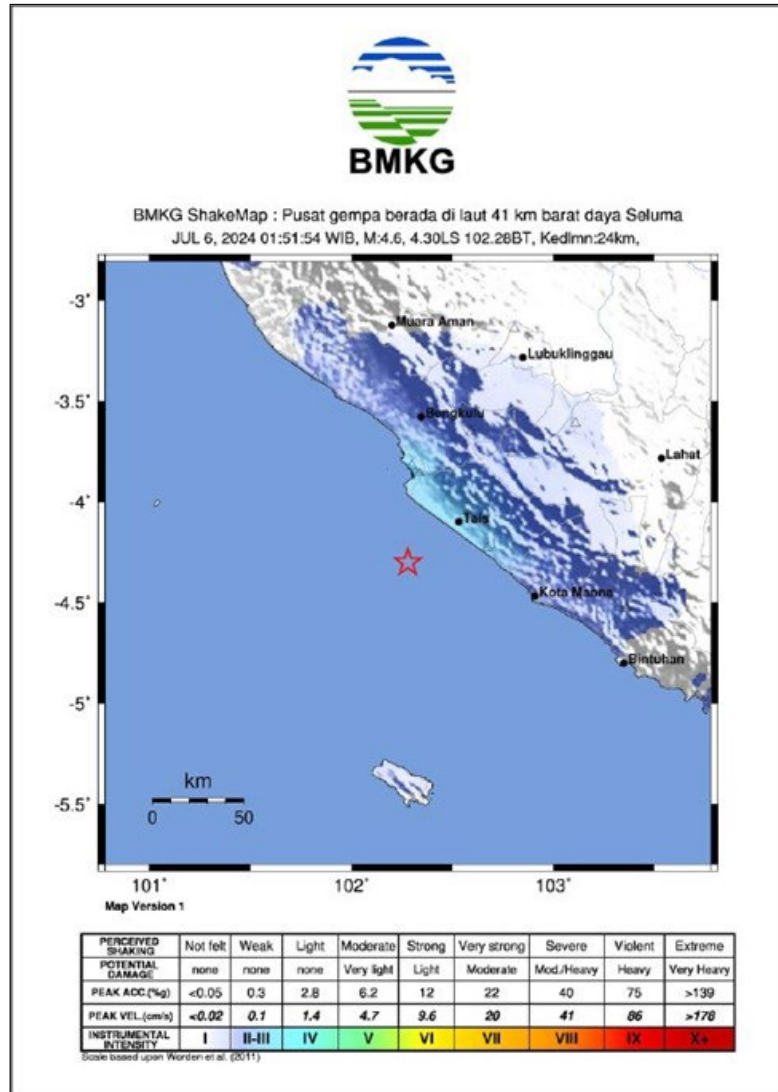 BMKG
BMKG ShakeMap : Pusat gempa berada di laut 41 km barat daya Seluma
JUL 6, 2024 01:51:54 WIB, M:4.6, 4.30LS 102.28BT, Kedlmn:24km,
-3°
-3.5°
-4°
-4.5°
-5°
-5.5°
Muara Aman
Lubuklinggau
Bengkulu
Lahat
Tais
Kota Manna
Bintuhan
km
0 50
101° 102° 103°
Map Version 1
PERCEIVED SHAKING Not felt Weak Light Moderate Strong Very strong Severe Violent Extreme
POTENTIAL DAMAGE none none none Very light Light Moderate Mod./Heavy Heavy Very Heavy
PEAK ACC.(%g) <0.05 0.3 2.8 6.2 12 22 40 75 >139
PEAK VEL.(cm/s) <0.02 0.1 1.4 4.7 9.6 20 41 86 >178
INSTRUMENTAL INTENSITY I II-III IV V VI VII VIII IX X+
Scale based upon Worden et al. (2011)